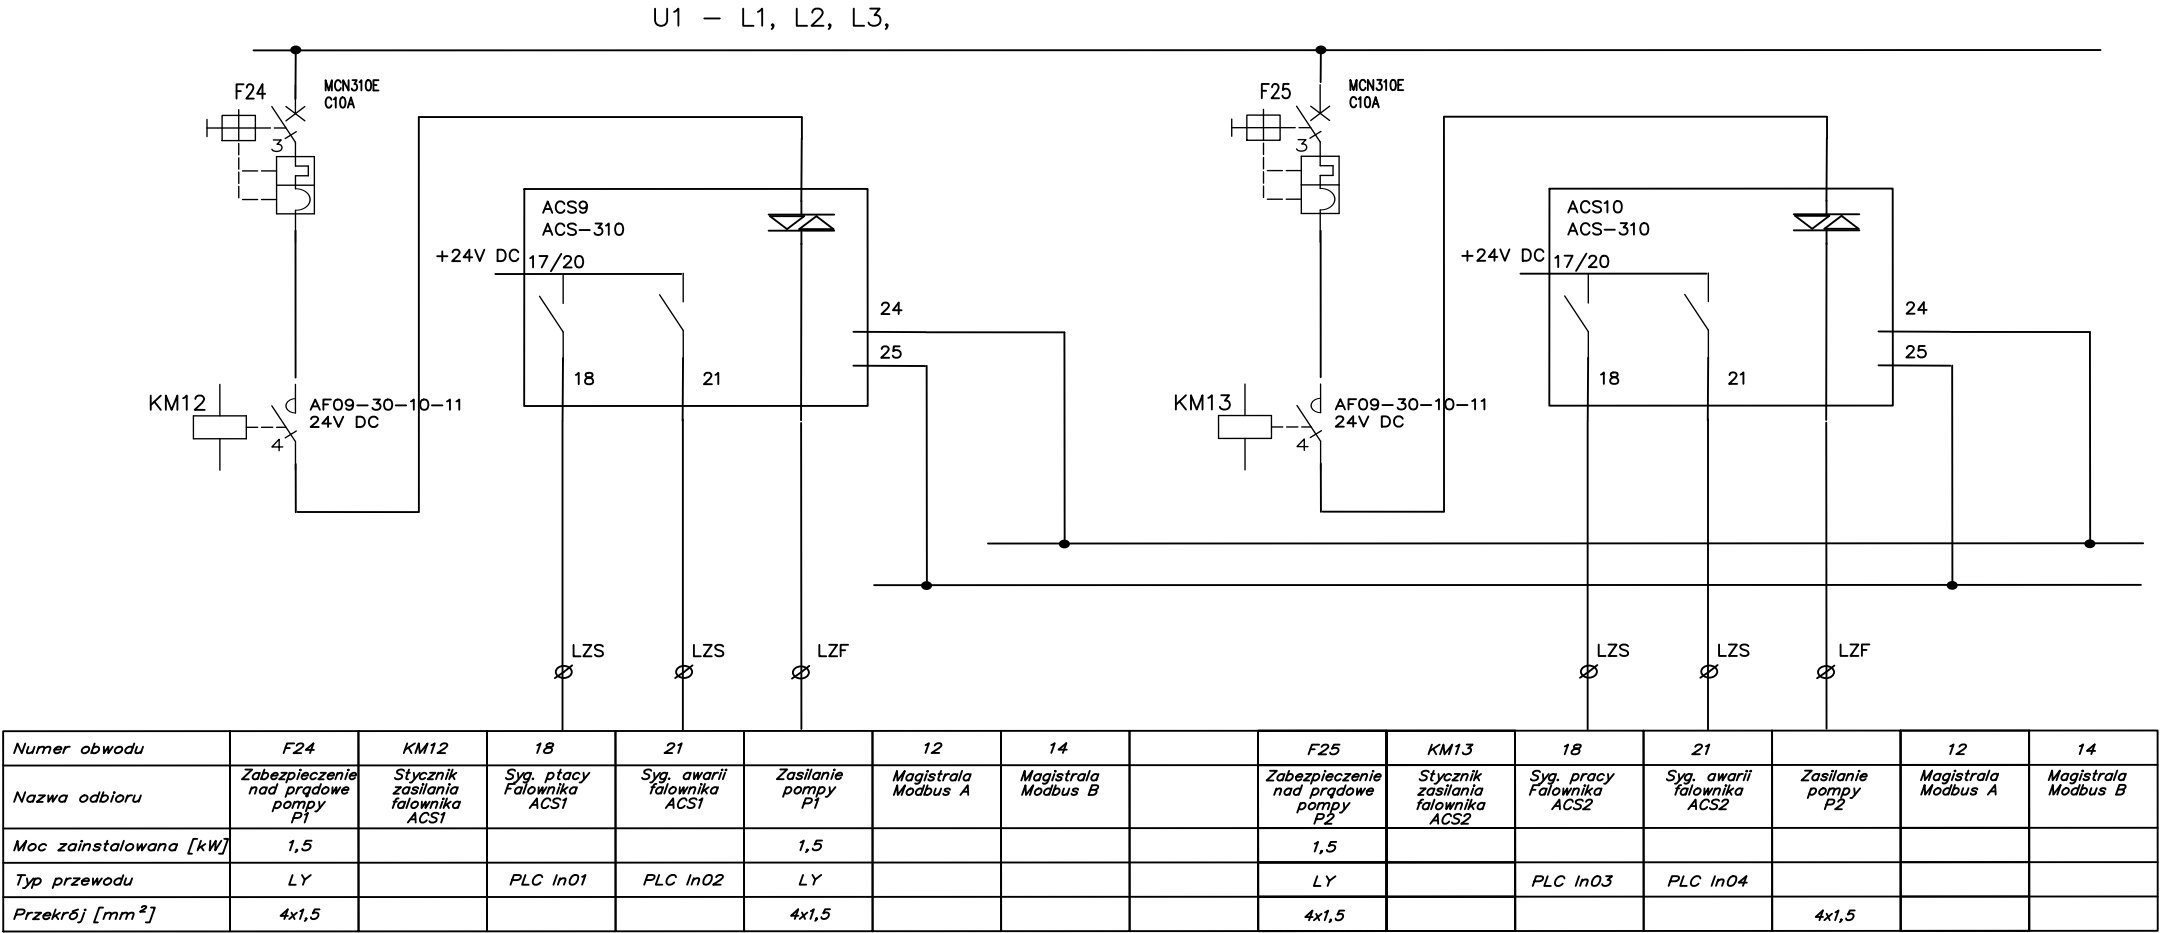 U1 – L1, L2, L3,
F24
MCN310E
C10A
3
ACS9
ACS-310
+24V DC
17/20
24
25
18
21
KM12
AF09-30-10-11
24V DC
4
LZS
LZS
LZF
F25
MCN310E
C10A
3
ACS10
ACS-310
+24V DC
17/20
24
25
18
21
KM13
AF09-30-10-11
24V DC
4
LZS
LZS
LZF
Numer obwodu F24 KM12 18 21 12 14 F25 KM13 18 21 12 14
Nazwa odbioru
Zabezpieczenie
nad prądowe
pompy
P1
Stycznik
zasilania
falownika
ACS1
Syg. ptacy
Falownika
ACS1
Syg. awarii
falownika
ACS1
Zasilanie
pompy
P1
Magistrala
Modbus A
Magistrala
Modbus B
Zabezpieczenie
nad prądowe
pompy
P2
Stycznik
zasilania
falownika
ACS2
Syg. pracy
Falownika
ACS2
Syg. awarii
falownika
ACS2
Zasilanie
pompy
P2
Magistrala
Modbus A
Magistrala
Modbus B
Moc zainstalowana [kW] 1,5 1,5 1,5
Typ przewodu LY PLC In01 PLC In02 LY LY PLC In03 PLC In04
Przekrój [mm²] 4x1,5 4x1,5 4x1,5 4x1,5